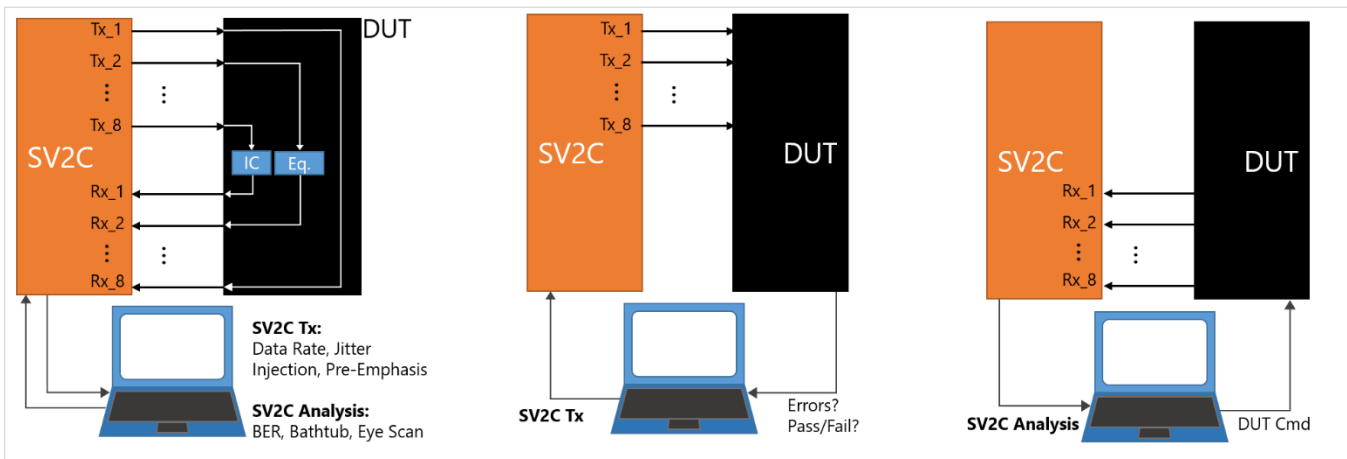 Tx_1
DUT
Tx_2
Tx_8
SV2C
IC
Eq.
Rx_1
Rx_2
Rx_8
SV2C Tx:
Data Rate, Jitter
Injection, Pre-Emphasis
SV2C Analysis:
BER, Bathtub, Eye Scan
Tx_1
Tx_2
Tx_8
SV2C
DUT
SV2C Tx
Errors?
Pass/Fail?
SV2C
DUT
Rx_1
Rx_2
Rx_8
SV2C Analysis
DUT Cmd